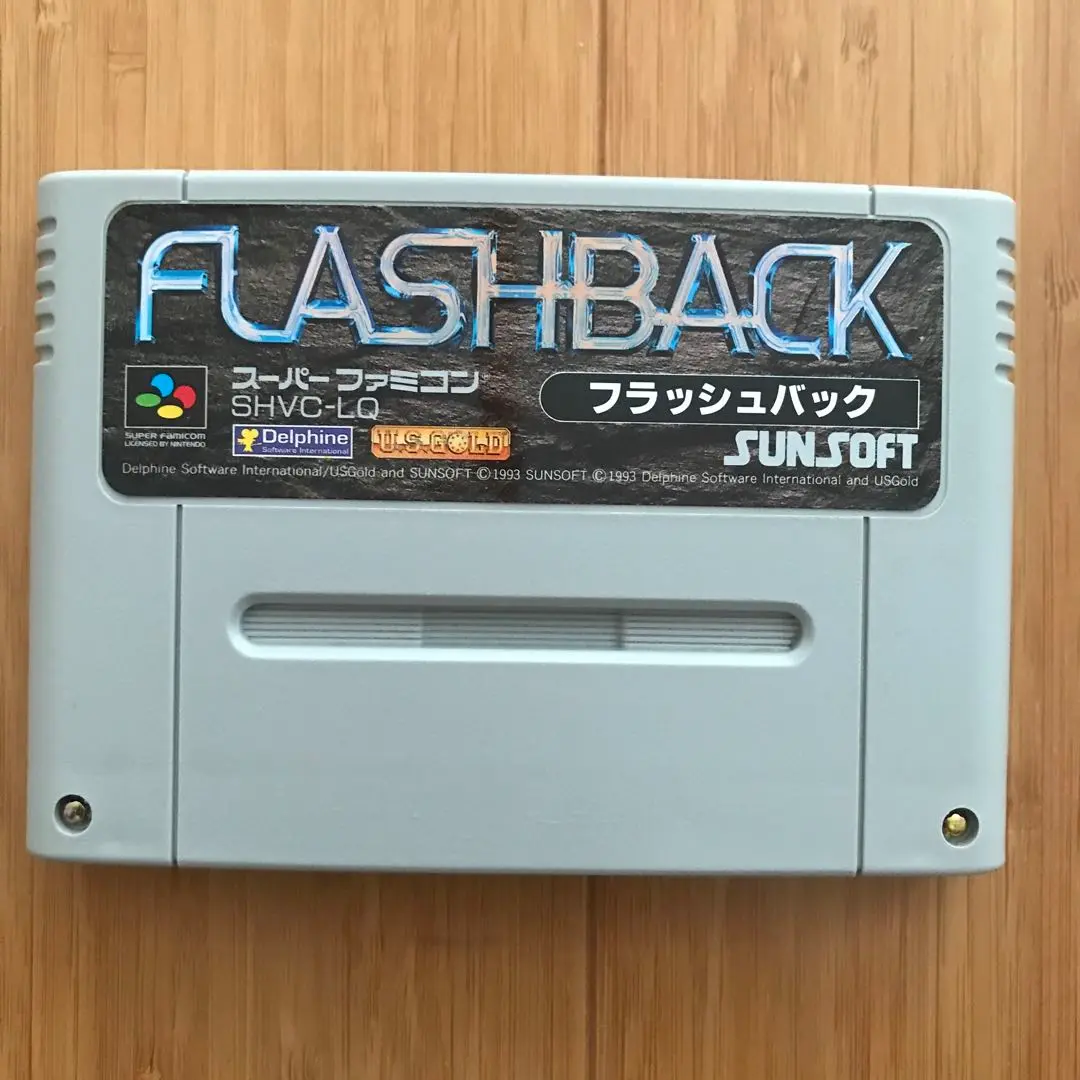 FLASHBACK
スーパーファミコン
SHVC-LQ
フラッシュバック
SUPER FAMICOM
LICENSED BY NINTENDO
Delphine
Software International
U.S.GOLD
SUNSOFT
Delphine Software International/USGold and SUNSOFT ©1993 SUNSOFT ©1993 Delphine Software International and USGold